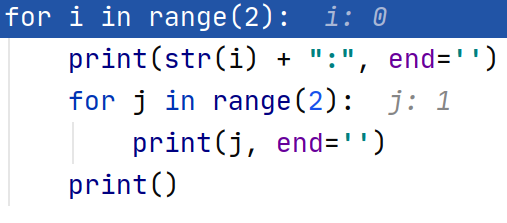 for i in range(2):  i: 0
    print(str(i) + ":", end='')
    for j in range(2):  j: 1
        print(j, end='')
    print()